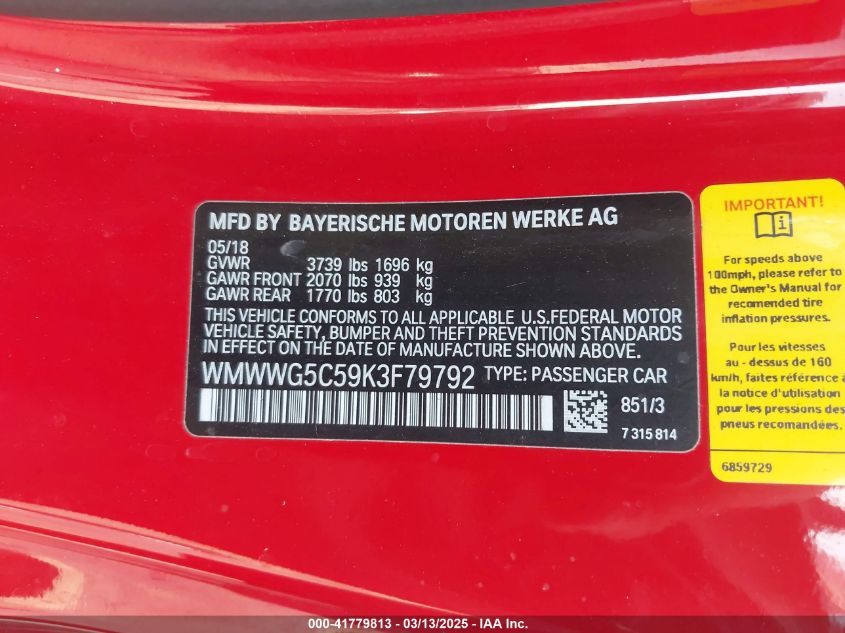 MFD BY BAYERISCHE MOTOREN WERKE AG
05/18
GVWR 3739 lbs 1696 kg
GAWR FRONT 2070 lbs 939 kg
GAWR REAR 1770 lbs 803 kg
THIS VEHICLE CONFORMS TO ALL APPLICABLE U.S.FEDERAL MOTOR
VEHICLE SAFETY, BUMPER AND THEFT PREVENTION STANDARDS
IN EFFECT ON THE DATE OF MANUFACTURE SHOWN ABOVE.
WMWWG5C59K3F79792 TYPE: PASSENGER CAR
851/3
7 315 814
IMPORTANT!
For speeds above
100mph, please refer to
the Owner's Manual for
recomended tire
inflation pressures.
Pour les vitesses
au - dessus de 160
km/h, faites référence à
la notice d'utilisation
pour les pressions des
pneus recomandées.
6859729
000-41779813 - 03/13/2025 - IAA Inc.